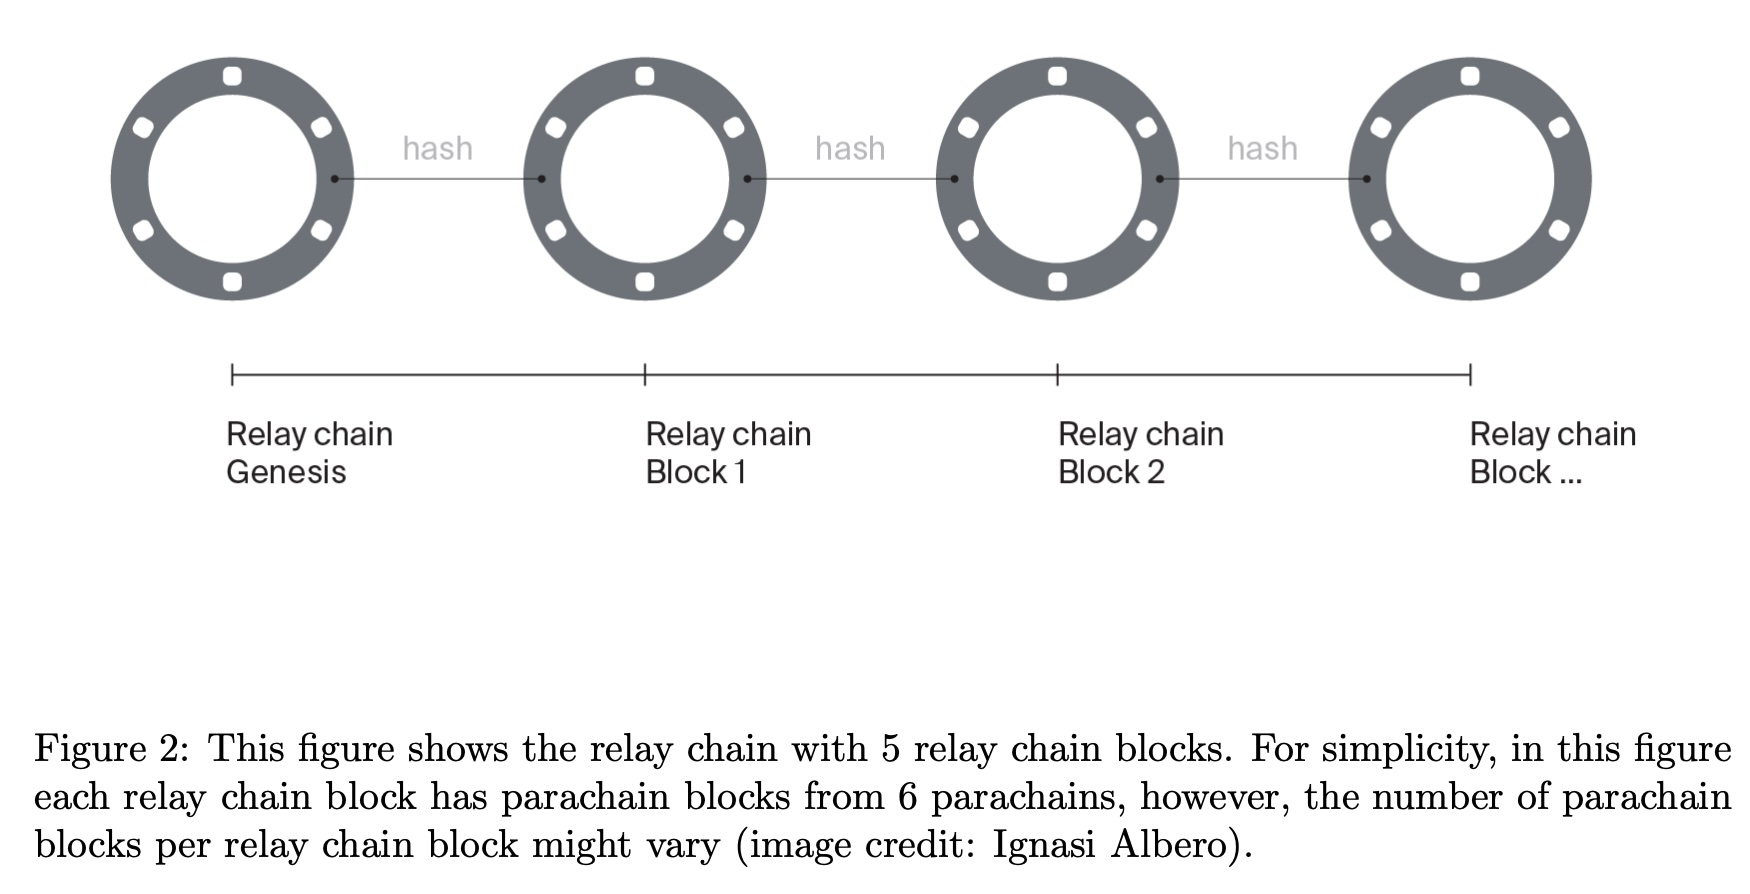 hash hash hash
Relay chain Relay chain Relay chain Relay chain
Genesis Block 1 Block 2 Block ...
Figure 2: This figure shows the relay chain with 5 relay chain blocks. For simplicity, in this figure
each relay chain block has parachain blocks from 6 parachains, however, the number of parachain
blocks per relay chain block might vary (image credit: Ignasi Albero).